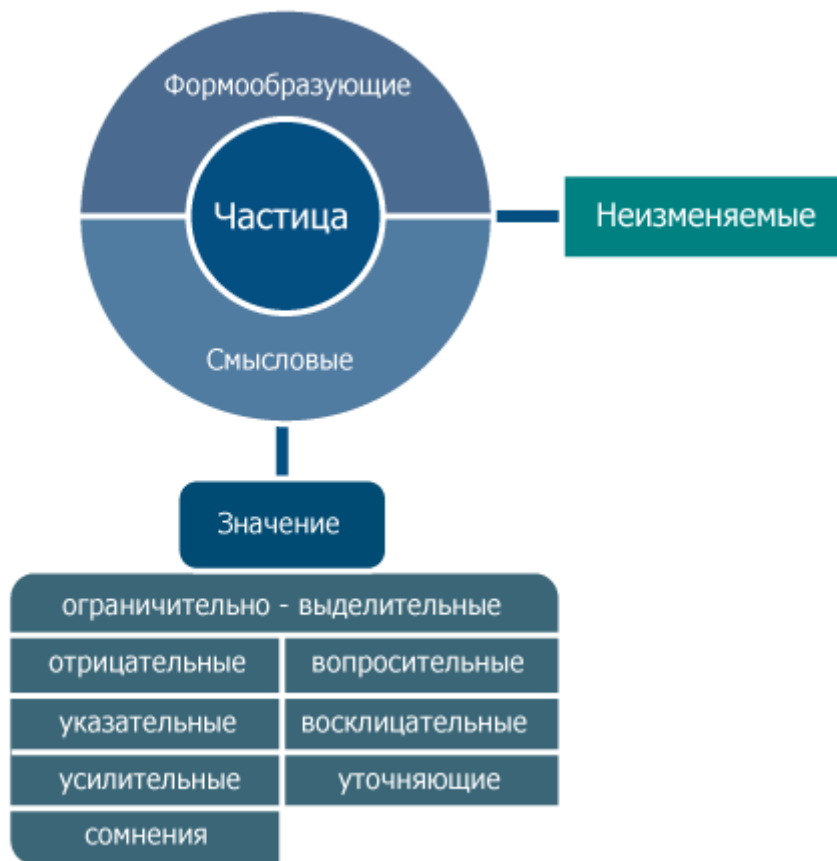 Формообразующие
Частица
Неизменяемые
Смысловые
Значение
ограничительно - выделительные
отрицательные
вопросительные
указательные
восклицательные
усилительные
уточняющие
сомнения